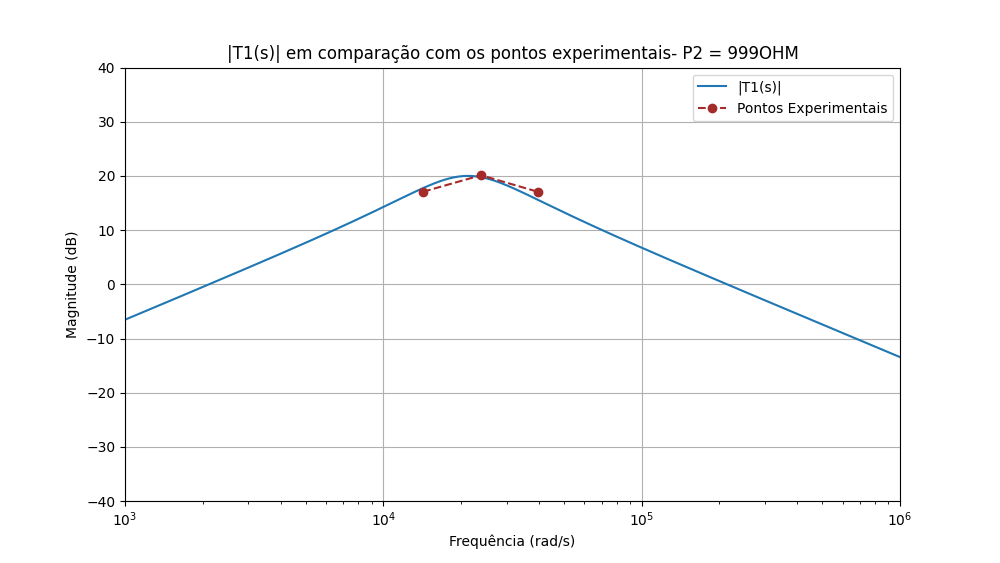 |T1(s)| em comparação com os pontos experimentais- P2 = 999OHM
|T1(s)|
Pontos Experimentais
Magnitude (dB)
40
30
20
10
0
−10
−20
−30
−40
10³ 10⁴ 10⁵ 10⁶
Frequência (rad/s)